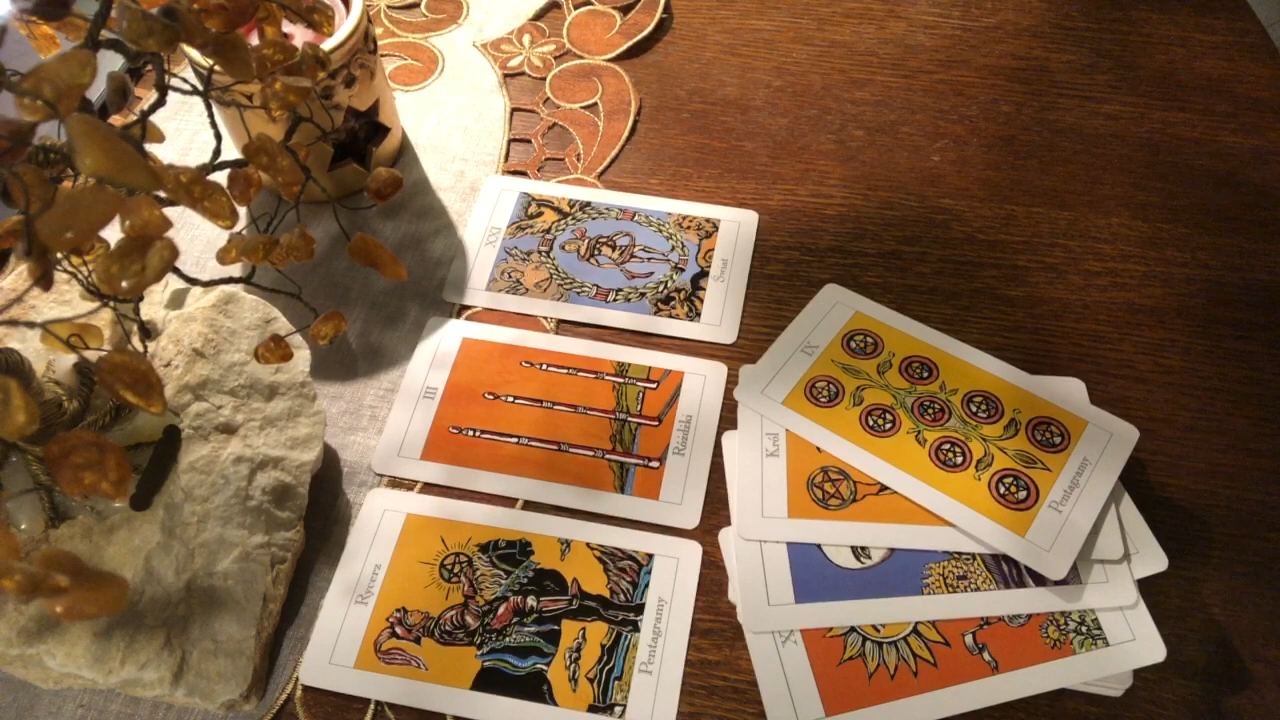 XXI
Świat
III
Różdżki
Rycerz
Pentagramy
IX
Pentagramy
Król